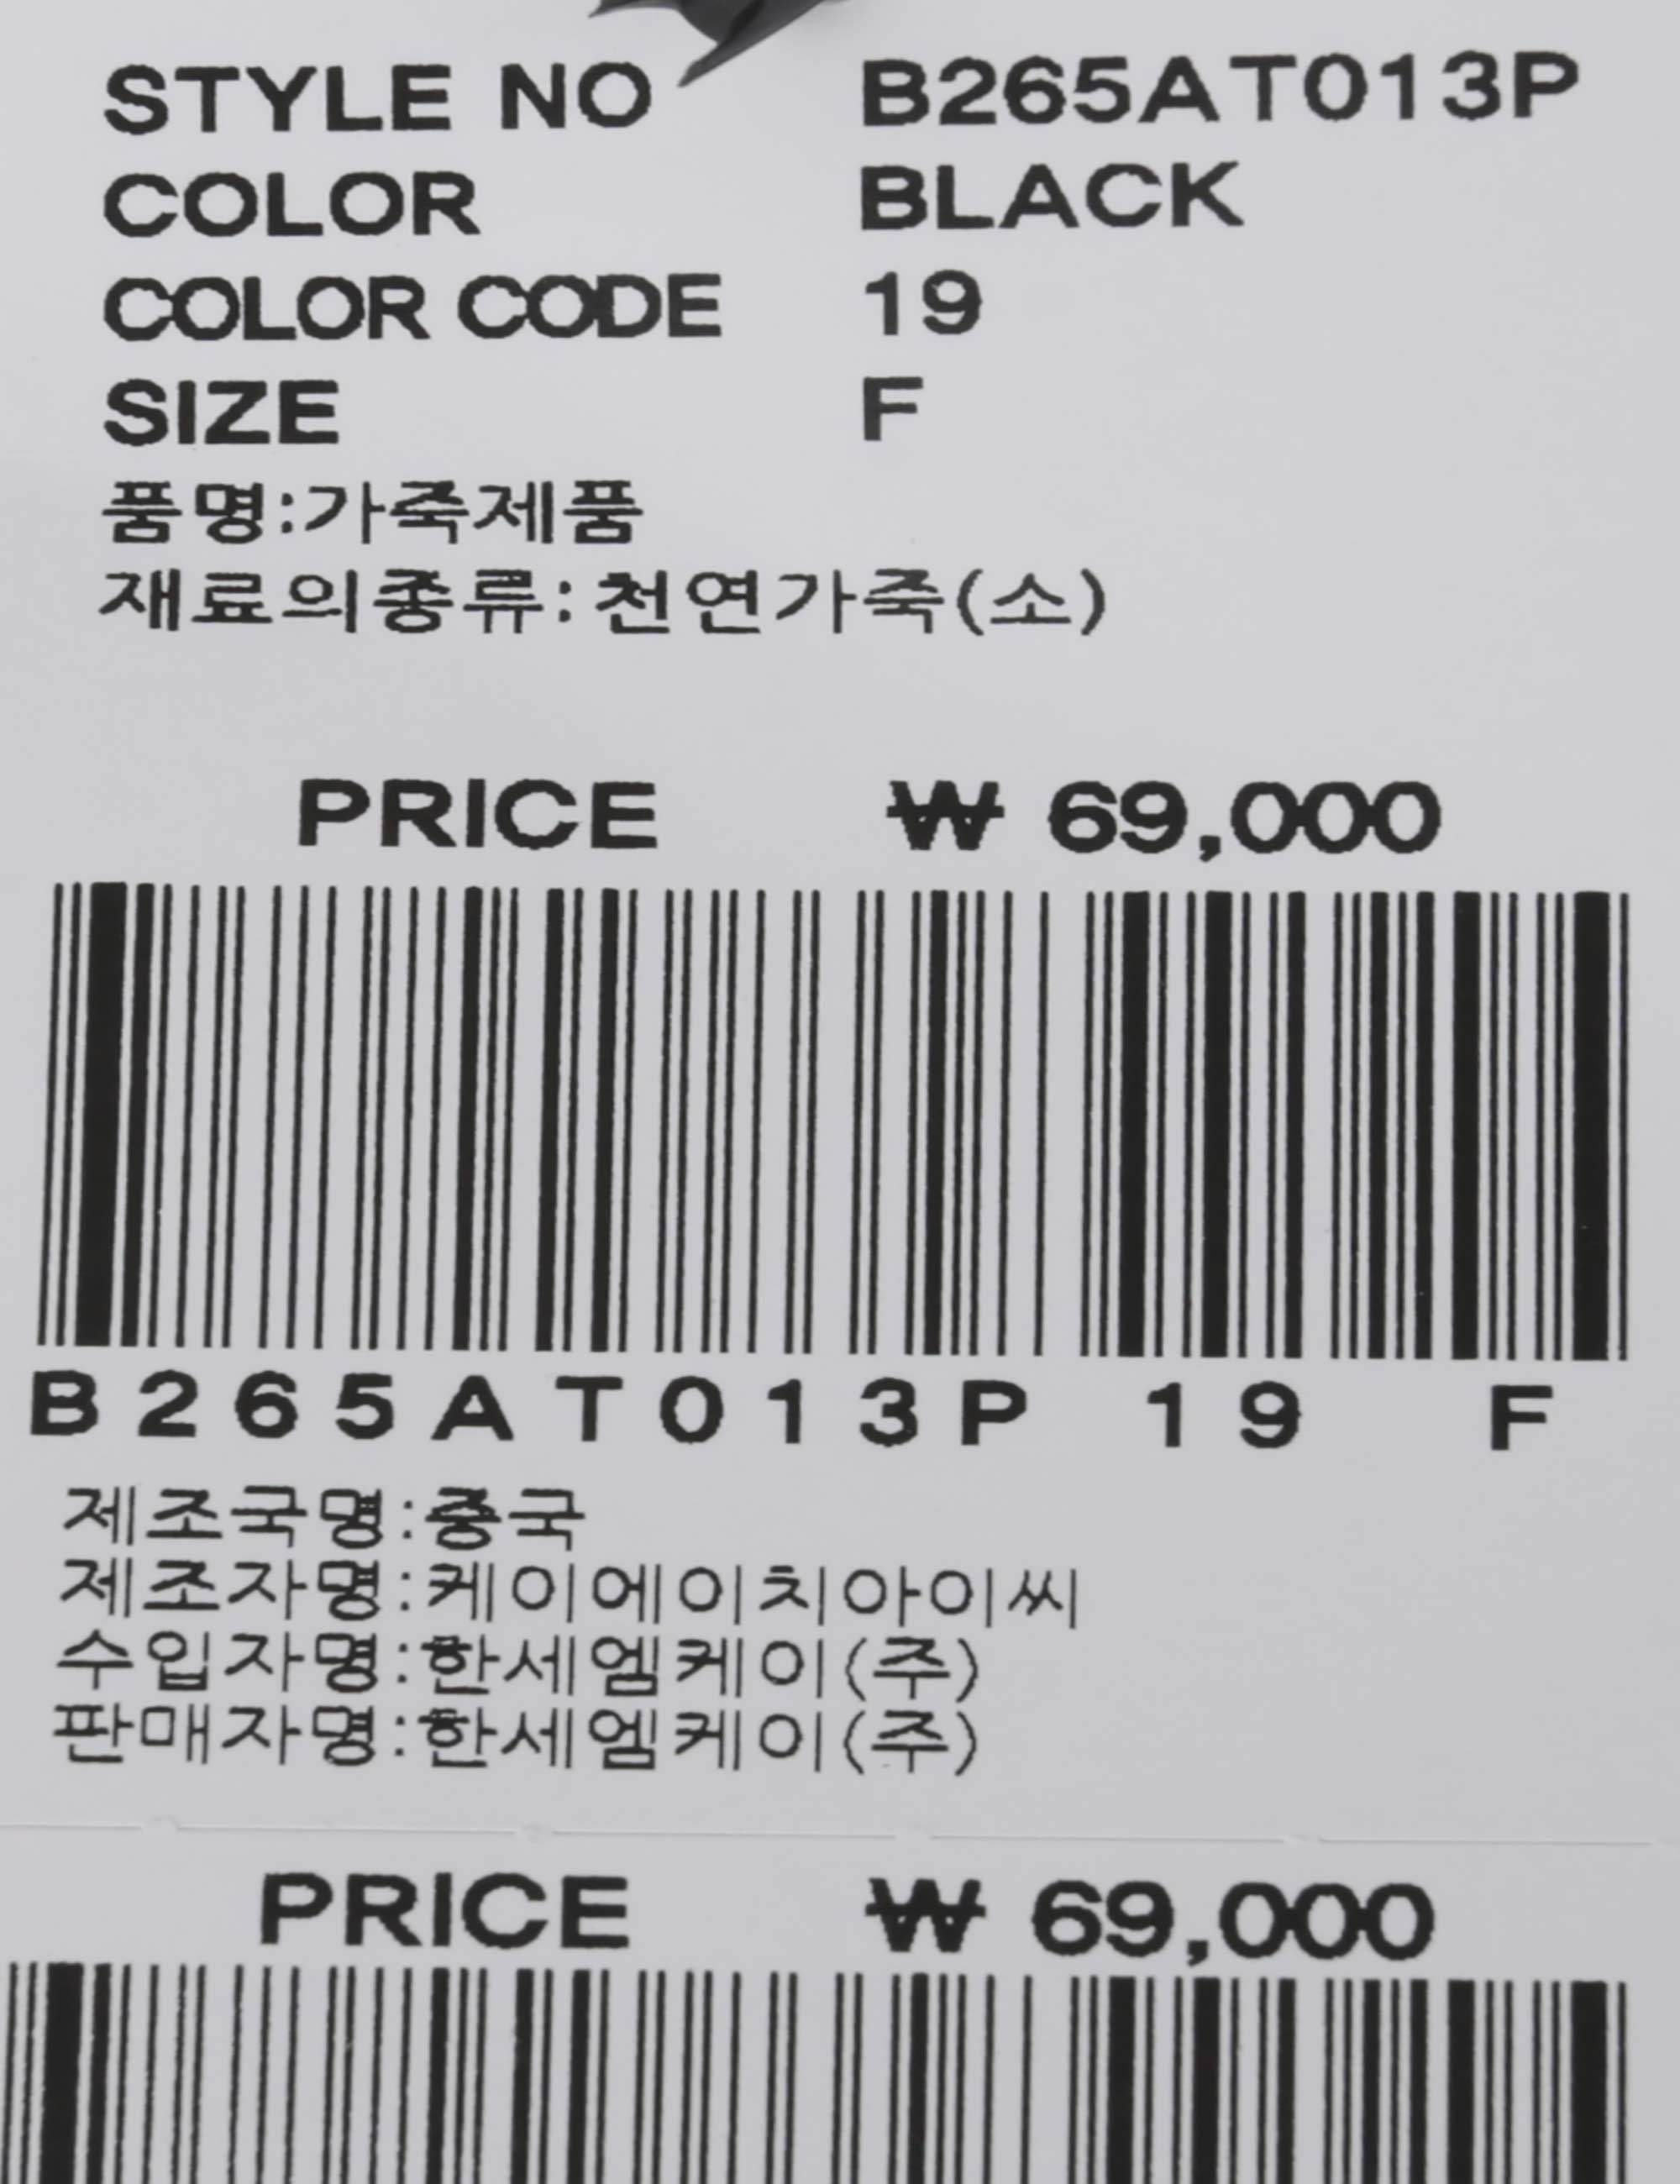 STYLE NO B265AT013P
COLOR BLACK
COLOR CODE 19
SIZE F
품명:가죽제품
재료의종류:천연가죽(소)
PRICE ₩ 69,000
B265AT013P 19 F
제조국명:중국
제조자명:케이에이치아이씨
수입자명:한세엠케이(주)
판매자명:한세엠케이(주)
PRICE ₩ 69,000